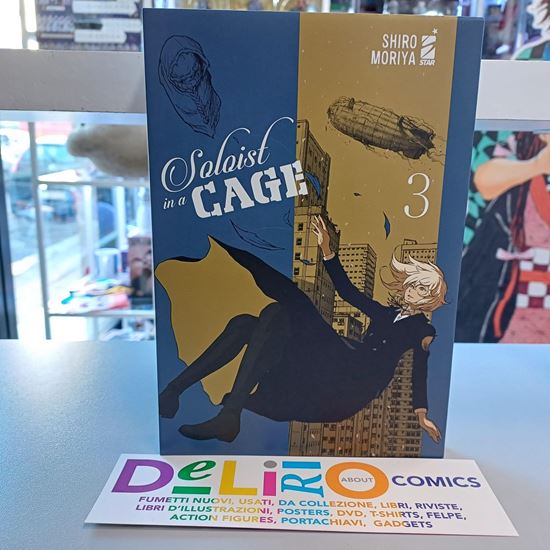 SHIRO
MORIYA
STAR
Soloist
in a
CAGE
3
DeLiRiO
ABOUT
COMICS
FUMETTI NUOVI, USATI, DA COLLEZIONE, LIBRI, RIVISTE,
LIBRI D'ILLUSTRAZIONI, POSTERS, DVD, T-SHIRTS, FELPE,
ACTION FIGURES, PORTACHIAVI, GADGETS